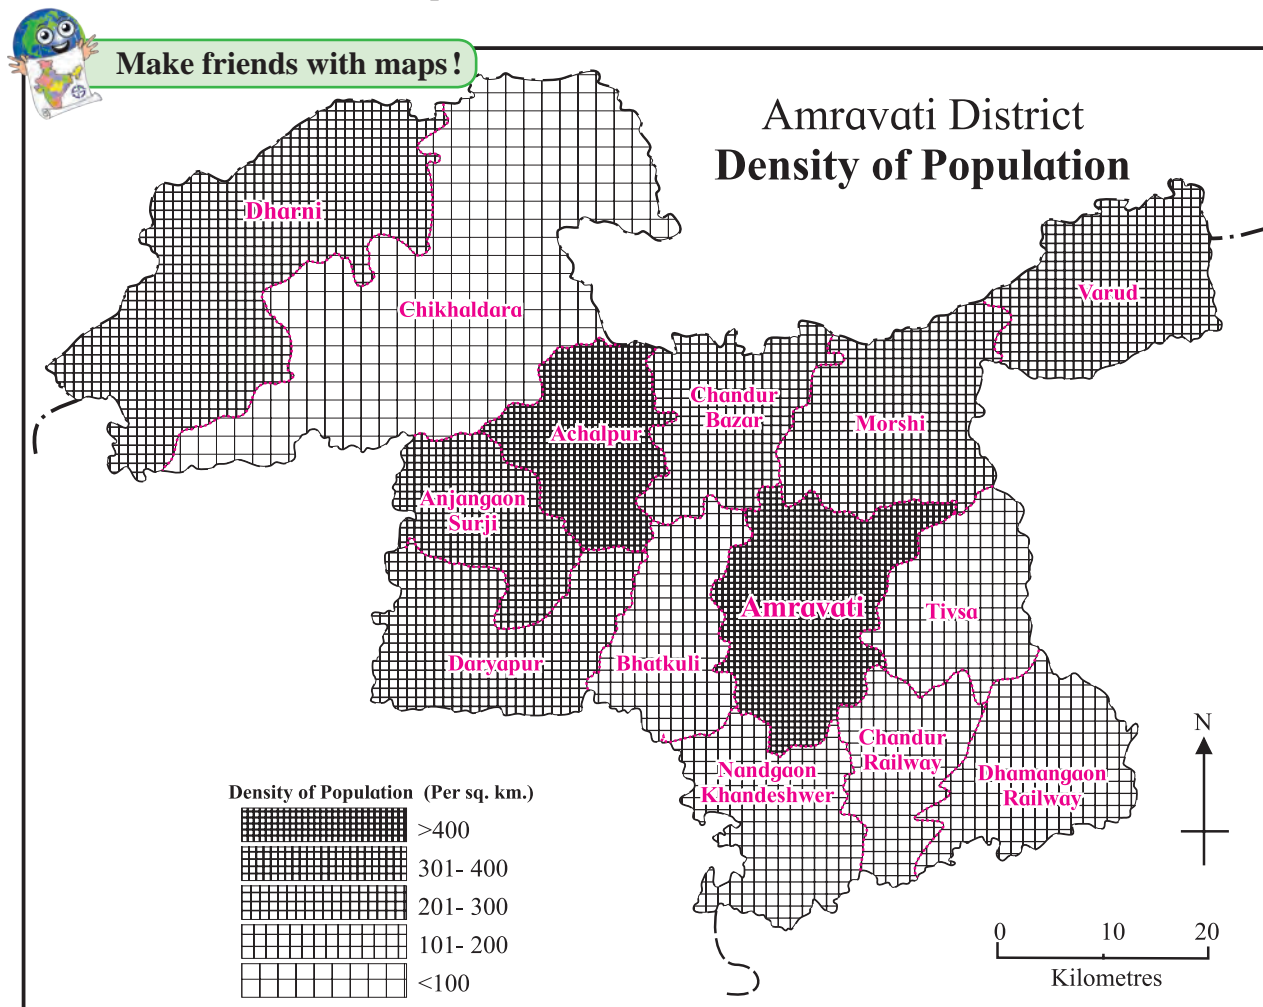 Make friends with maps!
Amravati District
Density of Population
Dharni
Varud
Chikhaldara
Chandur
Bazar
Morshi
Achalpur
Anjangaon
Surji
Amravati
Tivsa
Daryapur
Bhatkuli
N
Chandur
Railway
Nandgaon
Khandeshwer
Dhamangaon
Railway
Density of Population (Per sq. km.)
>400
301- 400
201- 300
101- 200
<100
0 10 20
Kilometres